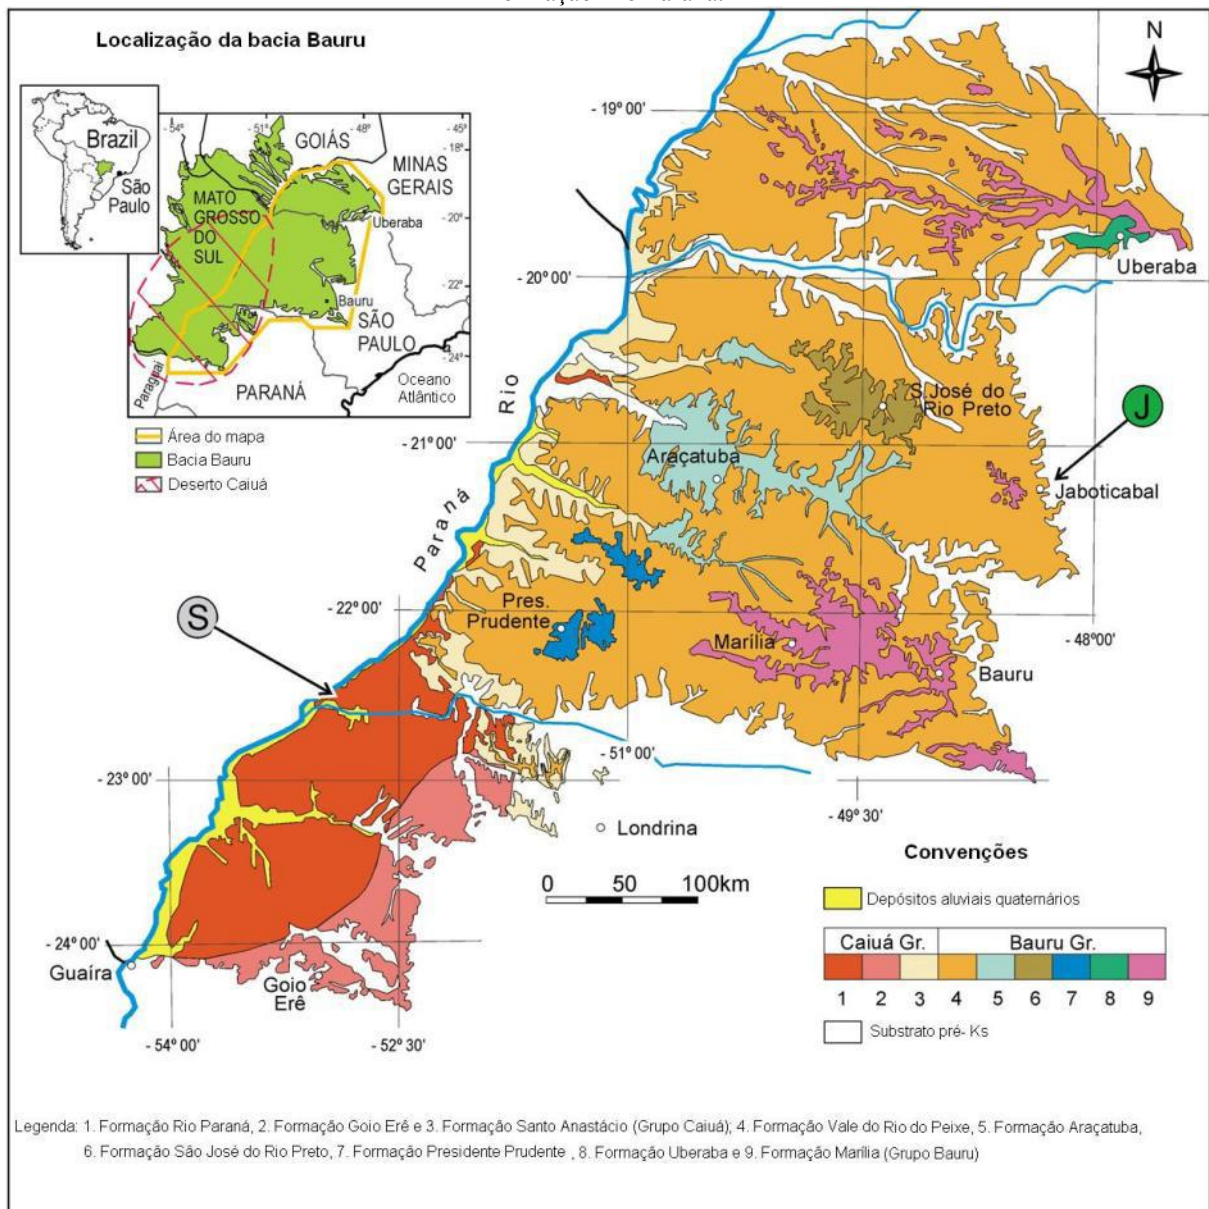 Localização da bacia Bauru
N
Brazil
São
Paulo
- 54°
- 51°
- 48°
-45°
-18°
GOIÁS
MINAS
GERAIS
MATO
GROSSO
DO
SUL
Uberaba
- 20°
- 22°
Bauru
SÃO
PAULO
- 24°
Paraguai
PARANÁ
Oceano
Atlântico
Área do mapa
Bacia Bauru
Deserto Caiuá
- 19° 00'
Uberaba
- 20° 00'
S. José do
Rio Preto
J
Rio Paraná
- 21° 00'
Araçatuba
Jaboticabal
S
- 22° 00'
Pres.
Prudente
Marília
- 48° 00'
Bauru
- 51° 00'
- 23° 00'
- 49° 30'
Londrina
0 50 100km
- 24° 00'
Guaíra
Goio
Erê
- 54° 00'
- 52° 30'
Convenções
Depósitos aluviais quaternários
Caiuá Gr. Bauru Gr.
1 2 3 4 5 6 7 8 9
Substrato pré- Ks
Legenda: 1. Formação Rio Paraná, 2. Formação Goio Erê e 3. Formação Santo Anastácio (Grupo Caiuá); 4. Formação Vale do Rio do Peixe, 5. Formação Araçatuba,
6. Formação São José do Rio Preto, 7. Formação Presidente Prudente , 8. Formação Uberaba e 9. Formação Marília (Grupo Bauru)